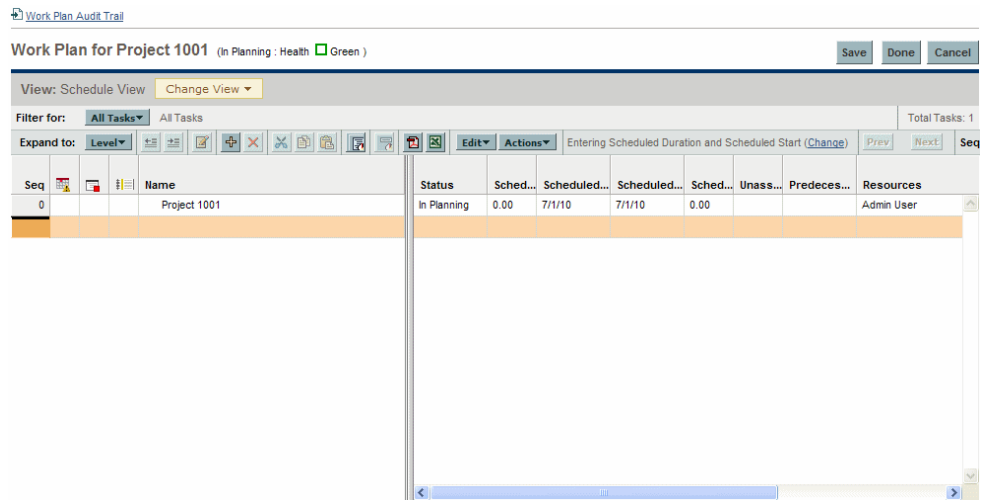 Work Plan Audit Trail
Work Plan for Project 1001 (In Planning : Health Green )
Save Done Cancel
View: Schedule View Change View
Filter for: All Tasks All Tasks Total Tasks: 1
Expand to: Level Edit Actions Entering Scheduled Duration and Scheduled Start (Change) Prev Next Seq
Seq Name Status Sched... Scheduled... Scheduled... Sched... Unass... Predeces... Resources
0 Project 1001 In Planning 0.00 7/1/10 7/1/10 0.00 Admin User